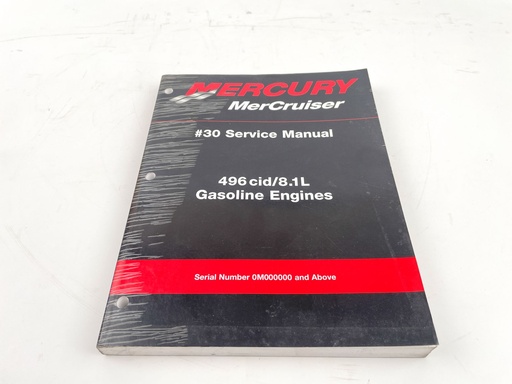 MERCURY
MerCruiser
#30 Service Manual
496 cid/8.1L
Gasoline Engines
Serial Number 0M000000 and Above